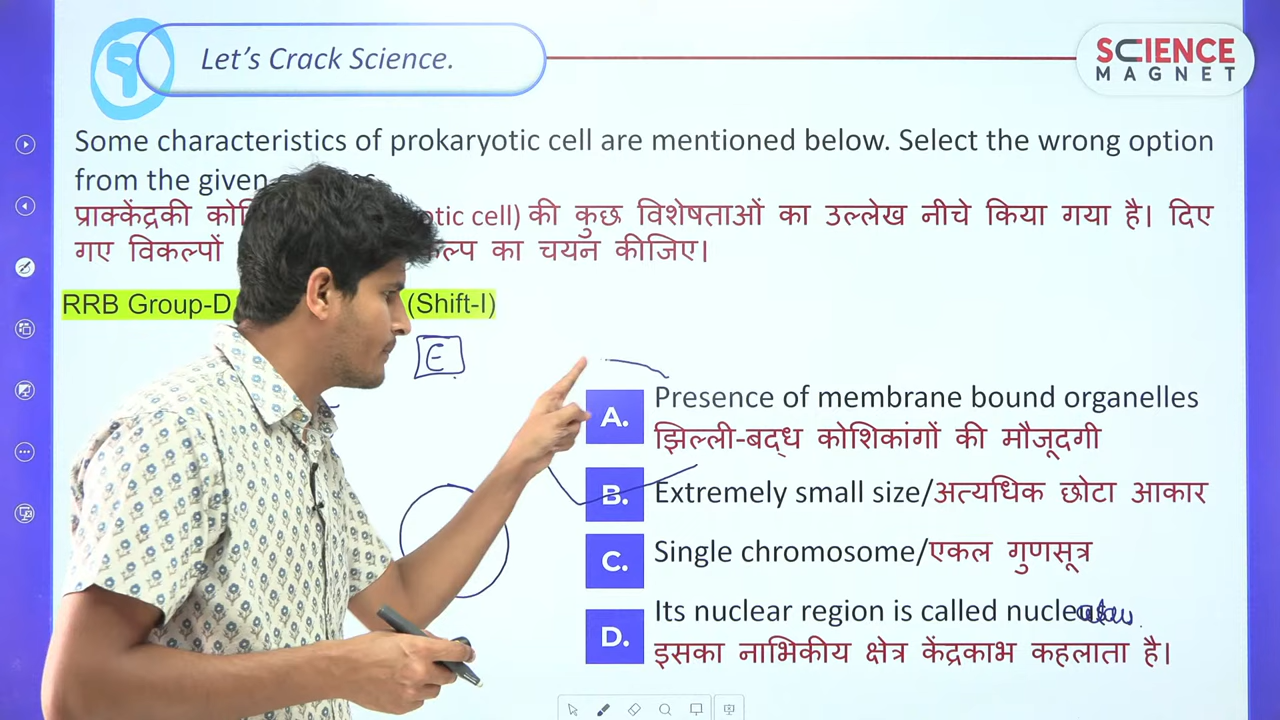 9
Let's Crack Science.
SCIENCE
MAGNET
Some characteristics of prokaryotic cell are mentioned below. Select the wrong option
from the given
प्राक्केंद्रकी cell) की कुछ विशेषताओं का उल्लेख नीचे किया गया है। दिए
गए विकल्पों का चयन कीजिए।
RRB Group-D (Shift-I)
E
A. Presence of membrane bound organelles
झिल्ली-बद्ध कोशिकांगों की मौजूदगी
B. Extremely small size/अत्यधिक छोटा आकार
C. Single chromosome/एकल गुणसूत्र
D. Its nuclear region is called
इसका नाभिकीय क्षेत्र केंद्रकाभ कहलाता है।